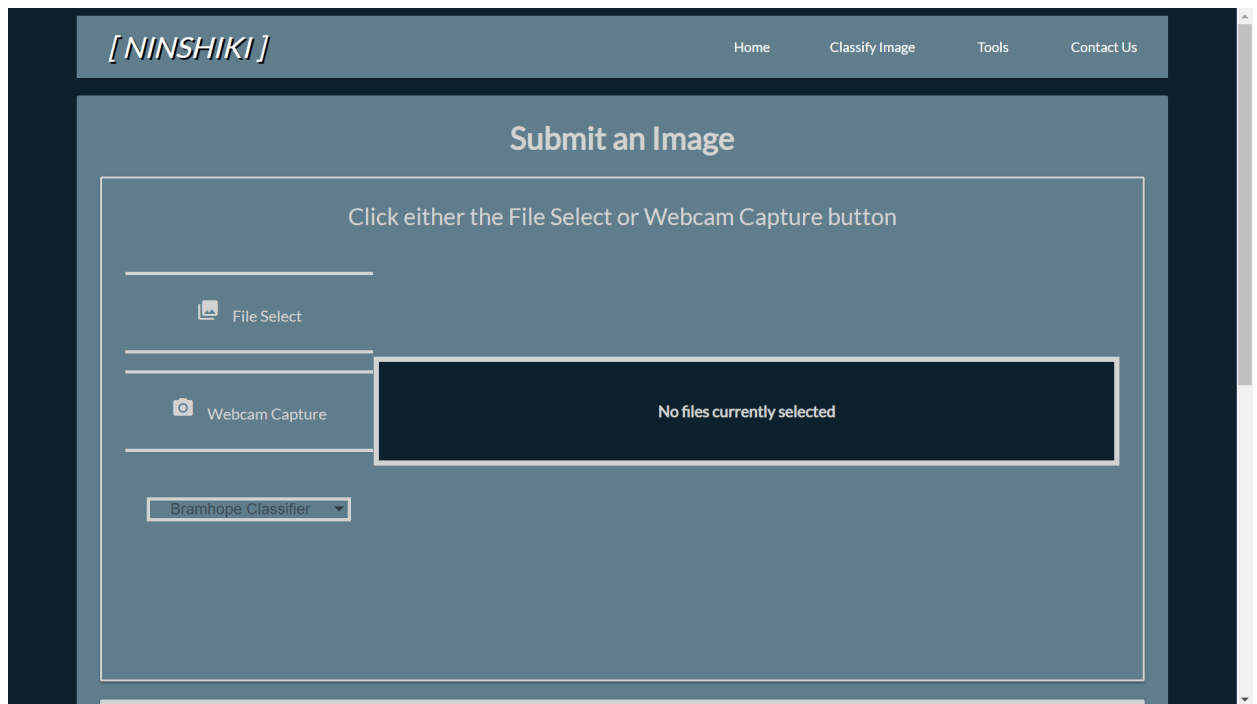 [ NINSHIKI ]
Home Classify Image Tools Contact Us
Submit an Image
Click either the File Select or Webcam Capture button
File Select
Webcam Capture
No files currently selected
Bramhope Classifier